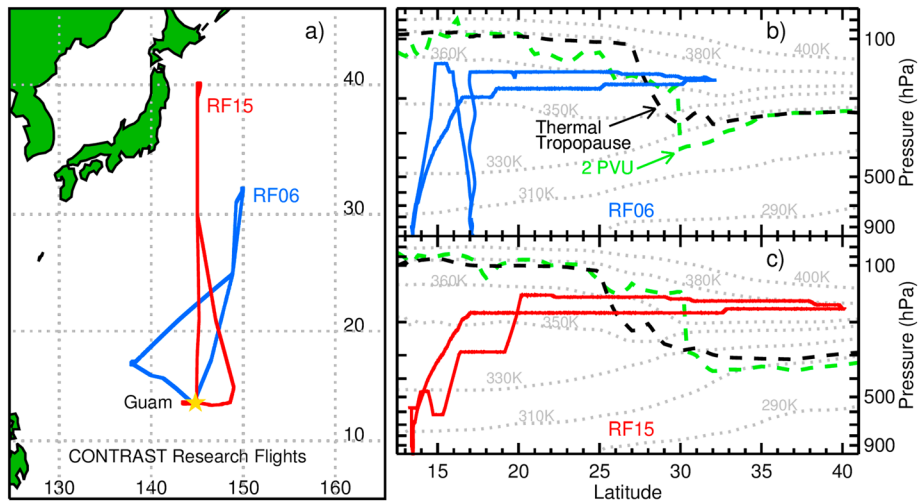 a)
40
RF15
RF06
30
20
Guam
10
CONTRAST Research Flights
130 140 150 160
b)
360K
380K
400K
100
350K
Thermal
Tropopause
330K
2 PVU
310K
RF06
290K
500
900
Pressure (hPa)
c)
360K
380K
400K
100
350K
330K
310K
RF15
290K
500
900
Pressure (hPa)
15 20 25 30 35 40
Latitude